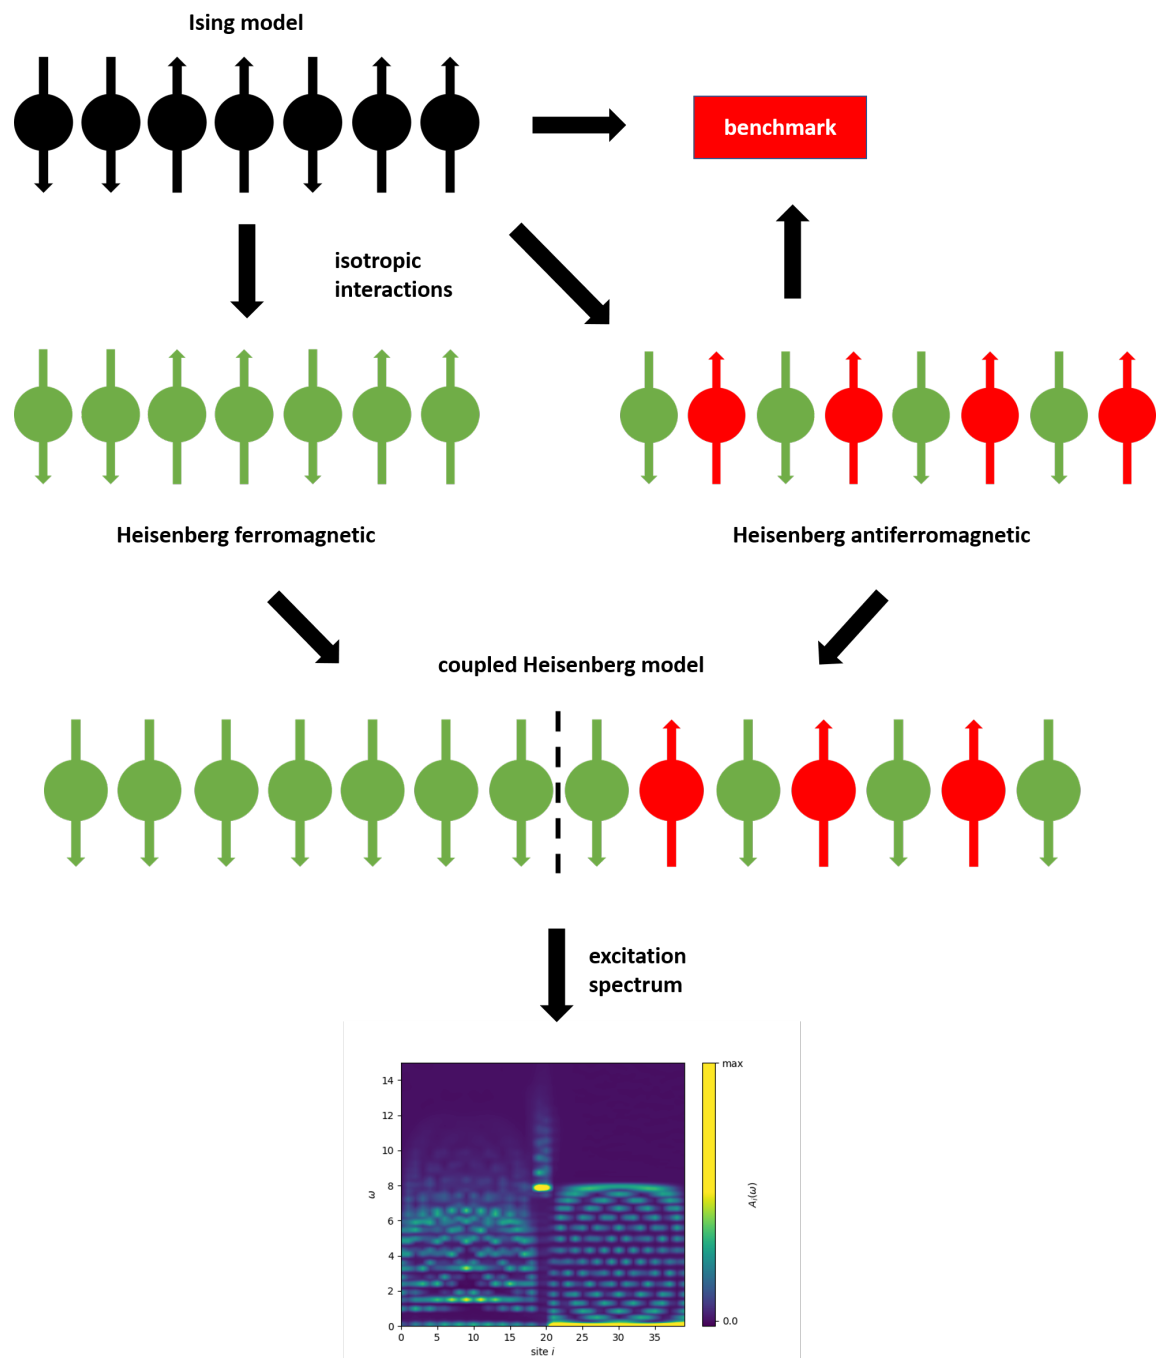 Ising model
benchmark
isotropic
interactions
Heisenberg ferromagnetic
Heisenberg antiferromagnetic
coupled Heisenberg model
excitation
spectrum
max
14
12
10
8
6
4
2
0
ω
A_i(ω)
0.0
0 5 10 15 20 25 30 35
site i